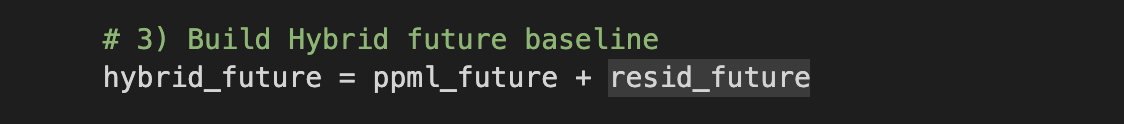 # 3) Build Hybrid future baseline
hybrid_future = ppml_future + resid_future